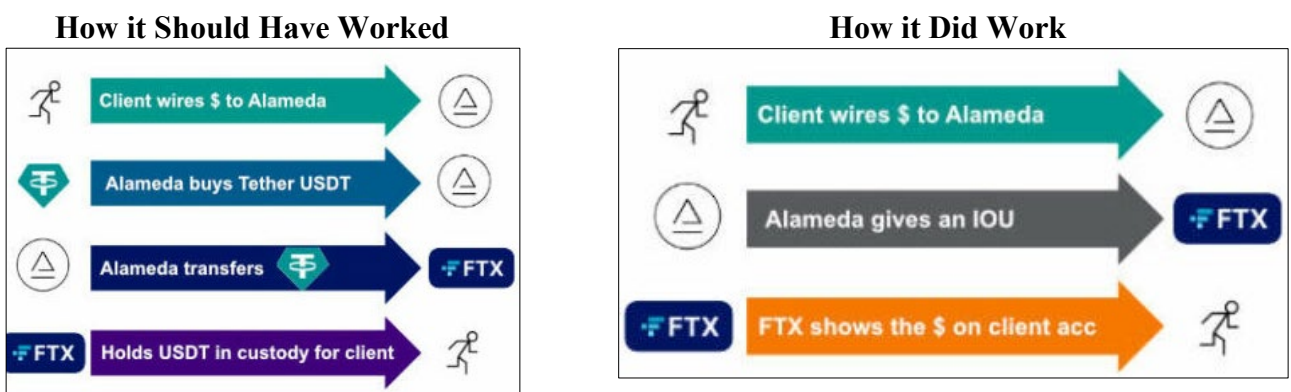 How it Should Have Worked
Client wires $ to Alameda
Alameda buys Tether USDT
Alameda transfers
FTX
FTX
Holds USDT in custody for client
How it Did Work
Client wires $ to Alameda
Alameda gives an IOU
FTX
FTX
FTX shows the $ on client acc